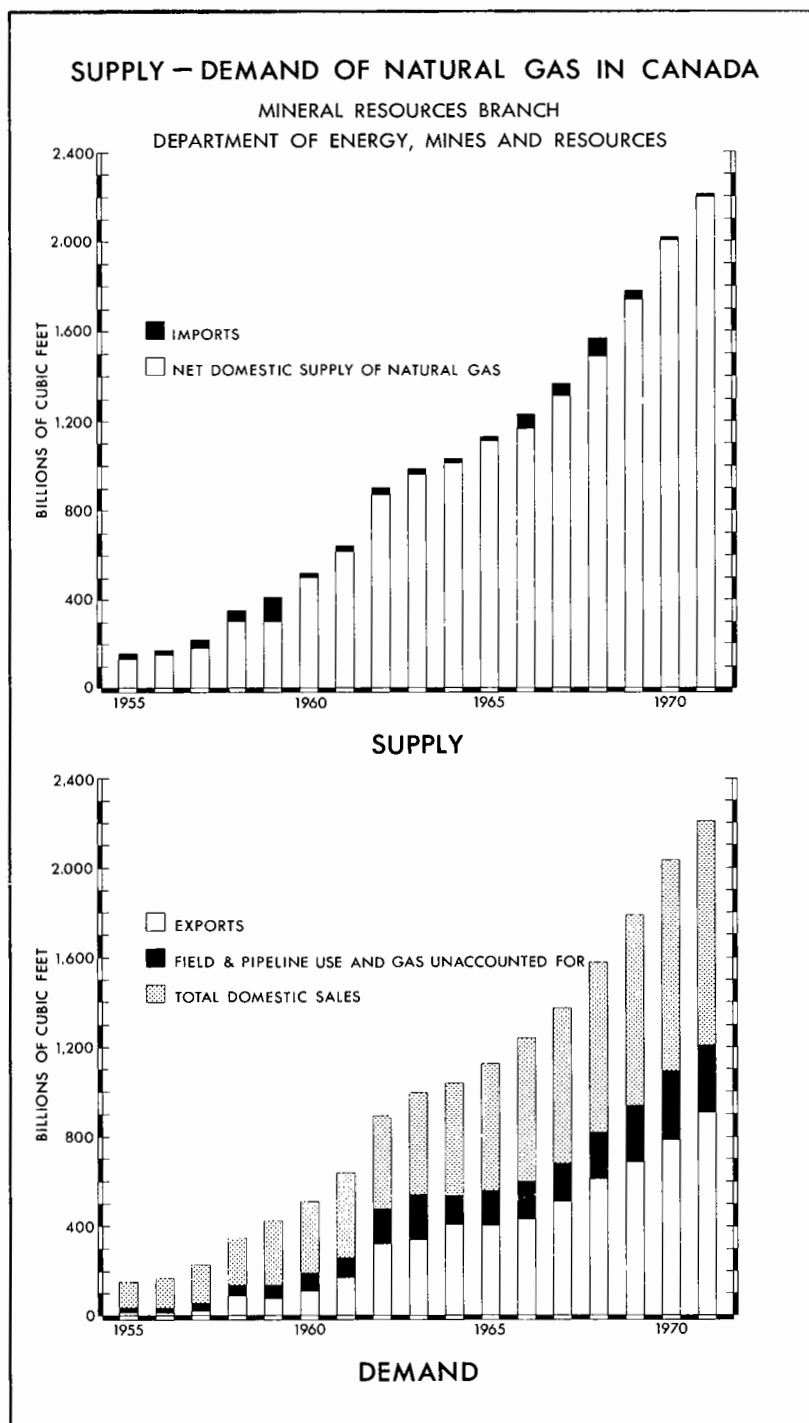 SUPPLY – DEMAND OF NATURAL GAS IN CANADA
MINERAL RESOURCES BRANCH
DEPARTMENT OF ENERGY, MINES AND RESOURCES
2,400
2,000
1,600
1,200
800
400
0
BILLIONS OF CUBIC FEET
IMPORTS
NET DOMESTIC SUPPLY OF NATURAL GAS
1955 1960 1965 1970
SUPPLY
2,400
2,000
1,600
1,200
800
400
0
BILLIONS OF CUBIC FEET
EXPORTS
FIELD & PIPELINE USE AND GAS UNACCOUNTED FOR
TOTAL DOMESTIC SALES
1955 1960 1965 1970
DEMAND